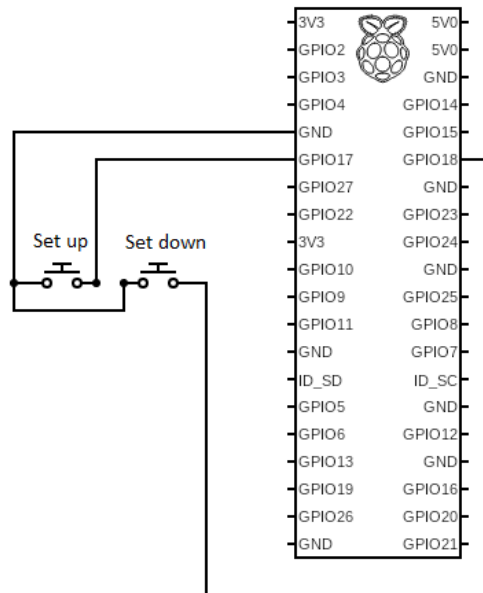 3V3 5V0
GPIO2 5V0
GPIO3 GND
GPIO4 GPIO14
GND GPIO15
GPIO17 GPIO18
GPIO27 GND
GPIO22 GPIO23
Set up Set down
3V3 GPIO24
GPIO10 GND
GPIO9 GPIO25
GPIO11 GPIO8
GND GPIO7
ID_SD ID_SC
GPIO5 GND
GPIO6 GPIO12
GPIO13 GND
GPIO19 GPIO16
GPIO26 GPIO20
GND GPIO21